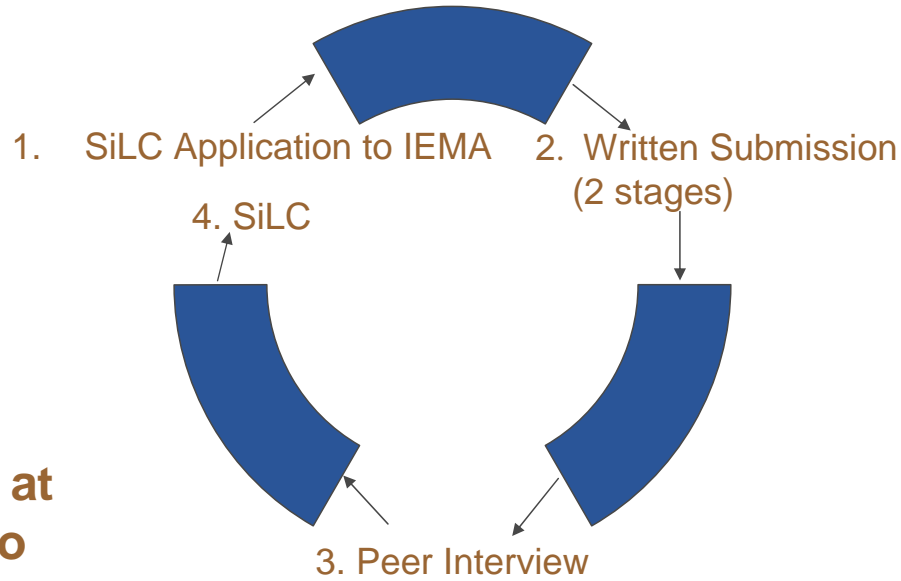 1. SiLC Application to IEMA
2. Written Submission
(2 stages)
4. SiLC
at
o
3. Peer Interview